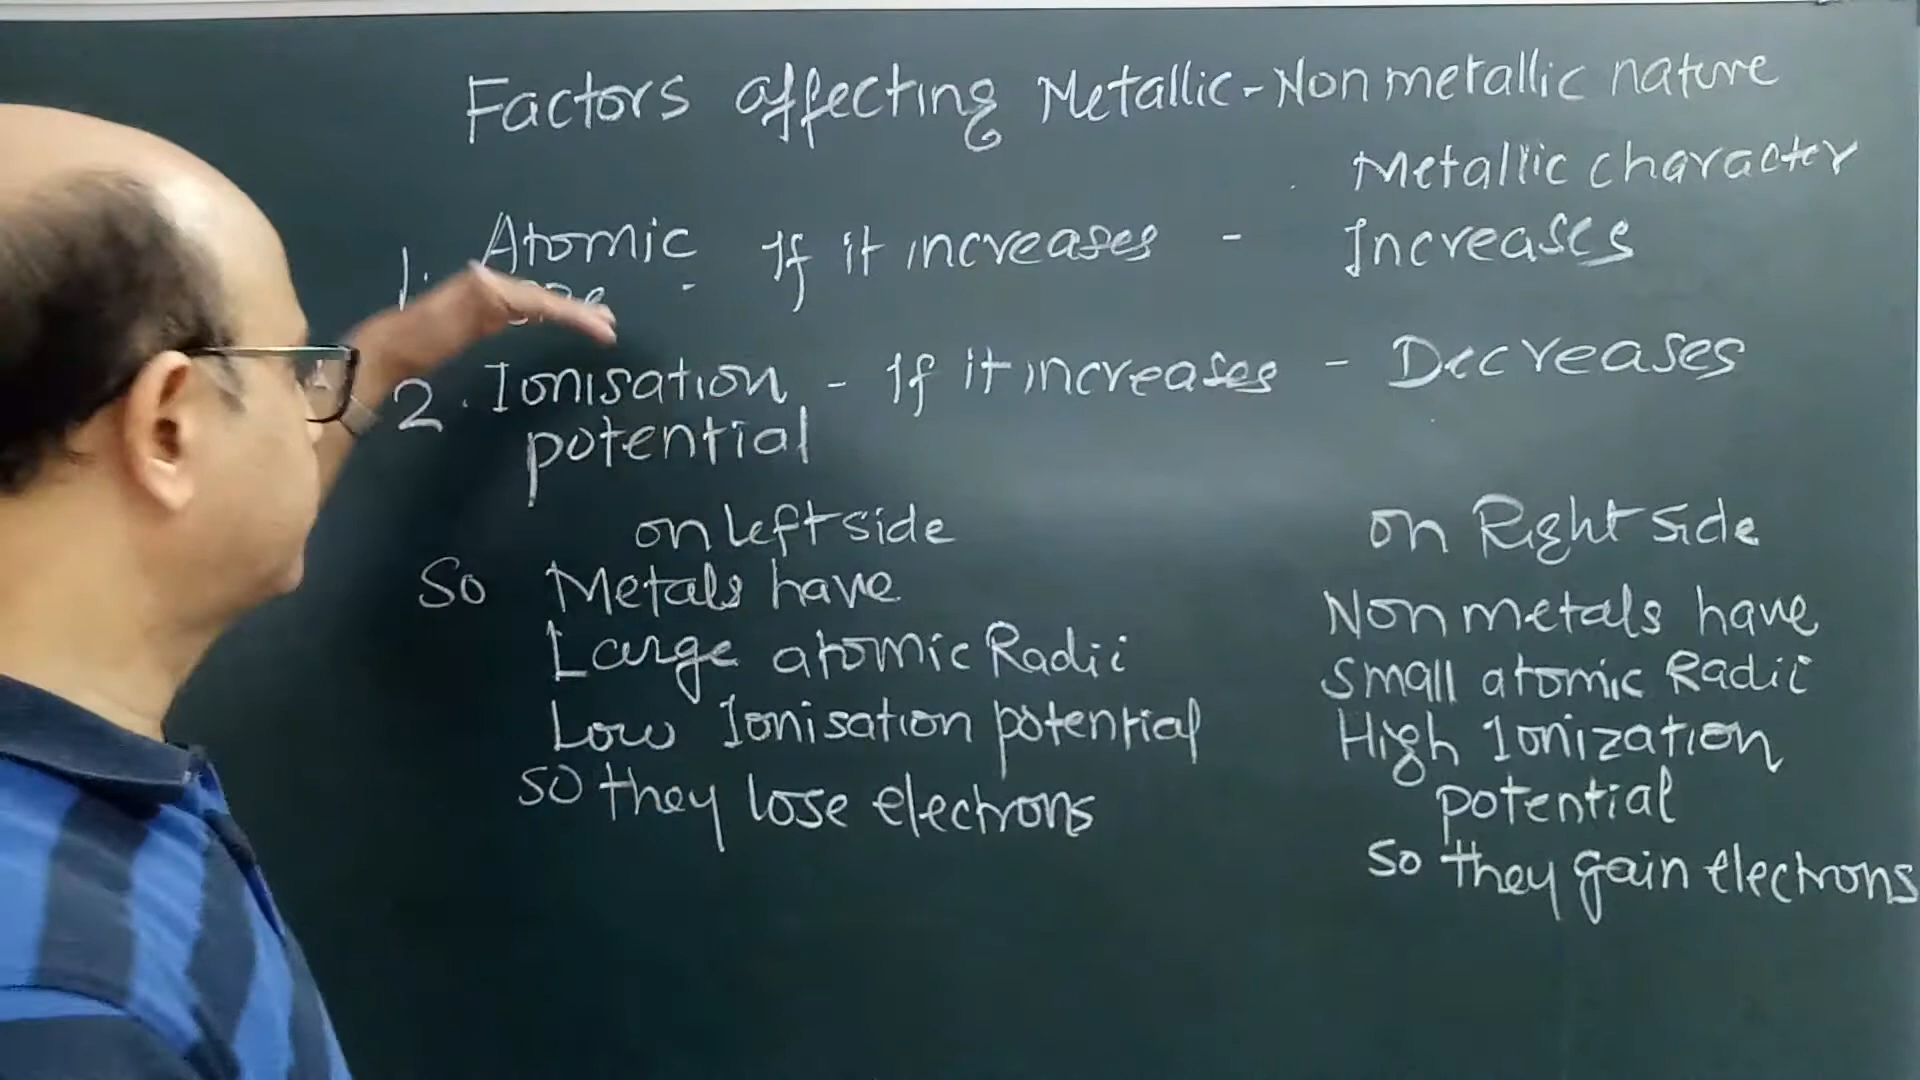 Factors affecting Metallic-Non metallic nature
Metallic character
1. Atomic - If it increases - Increases
2. Ionisation - If it increases - Decreases
potential
on left side
So Metals have
Large atomic Radii
Low Ionisation potential
so they lose electrons
on Right side
Non metals have
small atomic Radii
High Ionization
potential
so they gain electrons